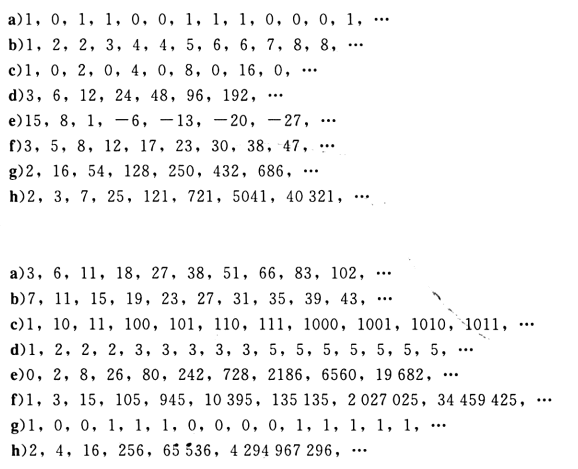 a)1, 0, 1, 1, 0, 0, 1, 1, 1, 0, 0, 0, 1, ⋯
b)1, 2, 2, 3, 4, 4, 5, 6, 6, 7, 8, 8, ⋯
c)1, 0, 2, 0, 4, 0, 8, 0, 16, 0, ⋯
d)3, 6, 12, 24, 48, 96, 192, ⋯
e)15, 8, 1, −6, −13, −20, −27, ⋯
f)3, 5, 8, 12, 17, 23, 30, 38, 47, ⋯
g)2, 16, 54, 128, 250, 432, 686, ⋯
h)2, 3, 7, 25, 121, 721, 5041, 40 321, ⋯
a)3, 6, 11, 18, 27, 38, 51, 66, 83, 102, ⋯
b)7, 11, 15, 19, 23, 27, 31, 35, 39, 43, ⋯
c)1, 10, 11, 100, 101, 110, 111, 1000, 1001, 1010, 1011, ⋯
d)1, 2, 2, 2, 3, 3, 3, 3, 3, 5, 5, 5, 5, 5, 5, 5, ⋯
e)0, 2, 8, 26, 80, 242, 728, 2186, 6560, 19 682, ⋯
f)1, 3, 15, 105, 945, 10 395, 135 135, 2 027 025, 34 459 425, ⋯
g)1, 0, 0, 1, 1, 1, 0, 0, 0, 0, 1, 1, 1, 1, 1, ⋯
h)2, 4, 16, 256, 65 536, 4 294 967 296, ⋯